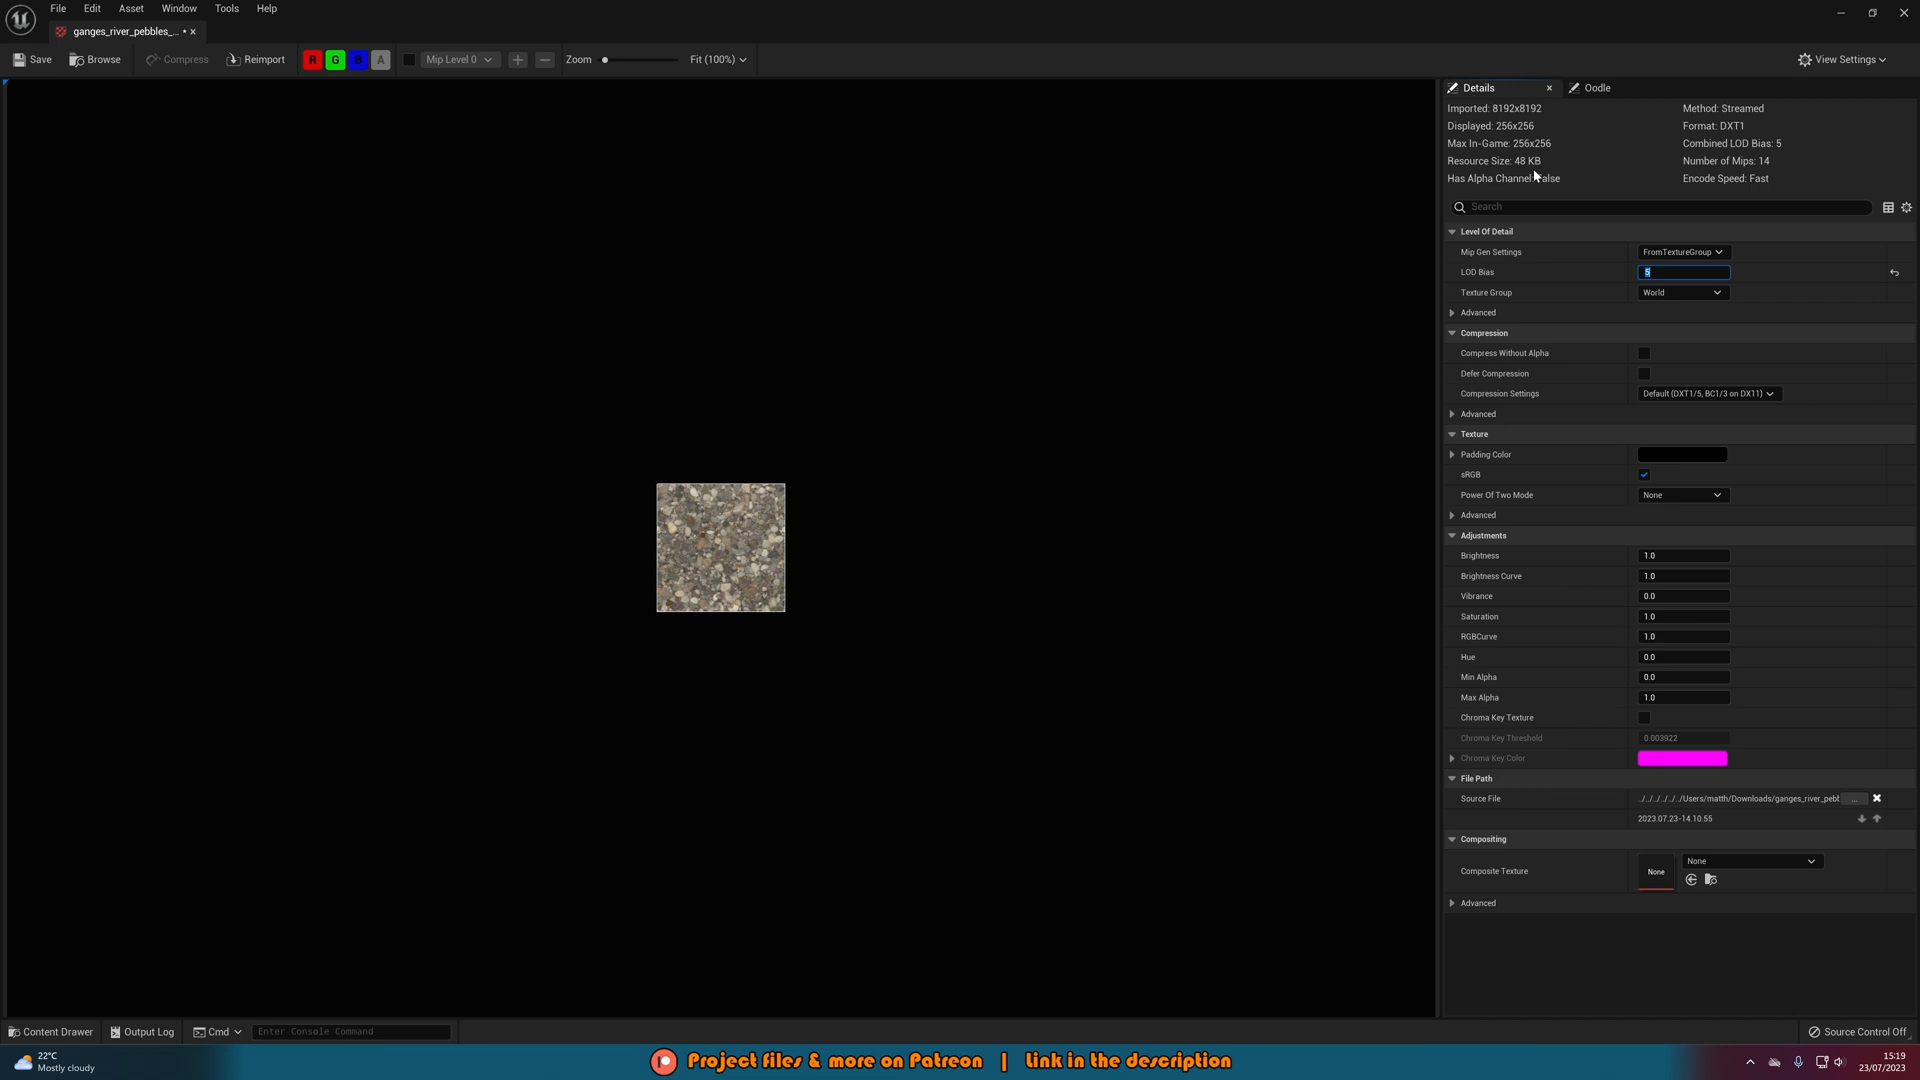 File Edit Asset Window Tools Help
ganges_river_pebbles_... •
Save Browse Compress Reimport R G B A Mip Level 0 Zoom Fit (100%) View Settings
Details Oodle
Imported: 8192x8192 Method: Streamed
Displayed: 256x256 Format: DXT1
Max In-Game: 256x256 Combined LOD Bias: 5
Resource Size: 48 KB Number of Mips: 14
Has Alpha Channel: False Encode Speed: Fast
Search
Level Of Detail
Mip Gen Settings FromTextureGroup
LOD Bias 5
Texture Group World
Advanced
Compression
Compress Without Alpha
Defer Compression
Compression Settings Default (DXT1/5, BC1/3 on DX11)
Advanced
Texture
Padding Color
sRGB
Power Of Two Mode None
Advanced
Adjustments
Brightness 1.0
Brightness Curve 1.0
Vibrance 0.0
Saturation 1.0
RGBCurve 1.0
Hue 0.0
Min Alpha 0.0
Max Alpha 1.0
Chroma Key Texture
Chroma Key Threshold 0.003922
Chroma Key Color
File Path
Source File ../../../../../../Users/matth/Downloads/ganges_river_pebb ...
2023.07.23-14.10.55
Compositing
Composite Texture None None
Advanced
Content Drawer Output Log Cmd Enter Console Command Source Control Off
22°C
Mostly cloudy
Project files & more on Patreon | Link in the description
15:19
23/07/2023